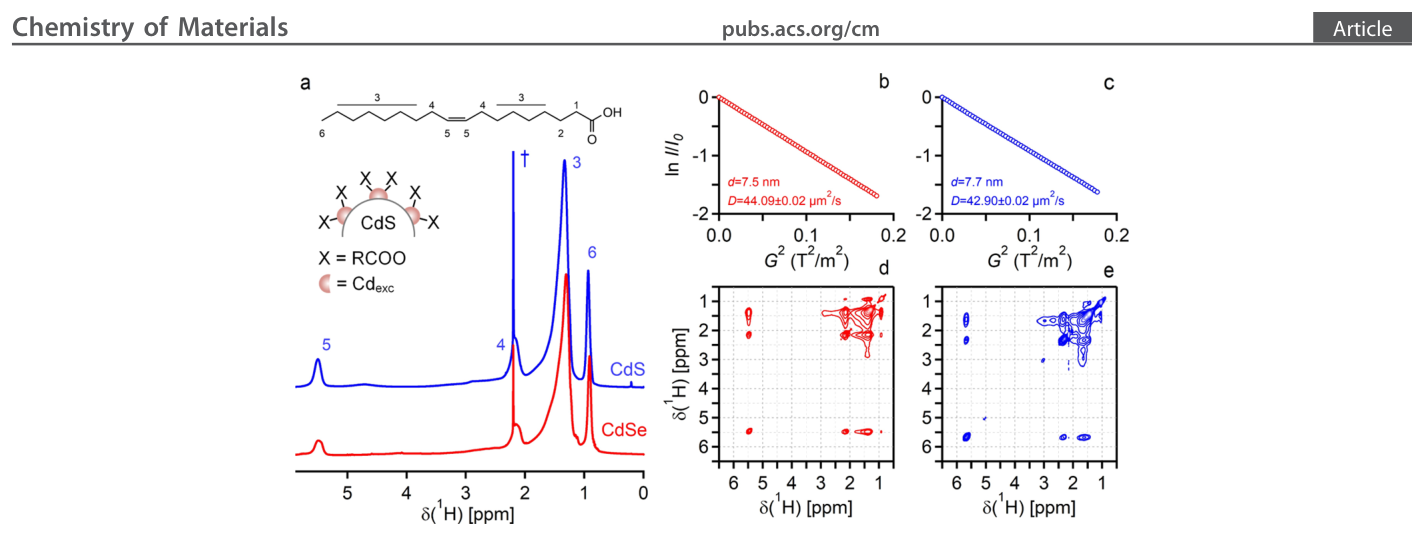 Chemistry of Materials
pubs.acs.org/cm
Article
a
3
4
4
3
1
OH
6
5
5
2
O
X X X X
X X
CdS
X = RCOO
= Cd_exc
†
3
6
5
4
CdS
CdSe
5 4 3 2 1 0
δ(¹H) [ppm]
b
ln I/I₀
0
-1
-2
d=7.5 nm
D=44.09±0.02 µm²/s
0.0 0.1 0.2
G² (T²/m²)
c
0
-1
-2
d=7.7 nm
D=42.90±0.02 µm²/s
0.0 0.1 0.2
G² (T²/m²)
d
δ(¹H) [ppm]
1
2
3
4
5
6
6 5 4 3 2 1
δ(¹H) [ppm]
e
1
2
3
4
5
6
6 5 4 3 2 1
δ(¹H) [ppm]